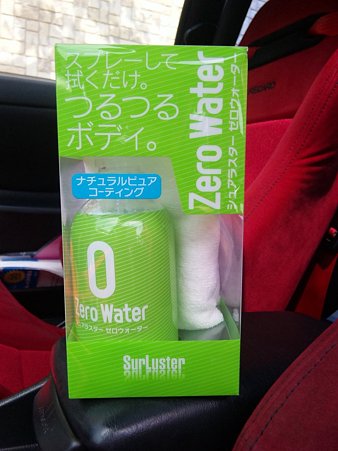 スプレーして
拭くだけ。
つるつる
ボディ。
Zero Water
シュアラスター ゼロウォーター
ナチュラルピュア
コーティング
0
Zero Water
シュアラスター ゼロウォーター
SurLuster